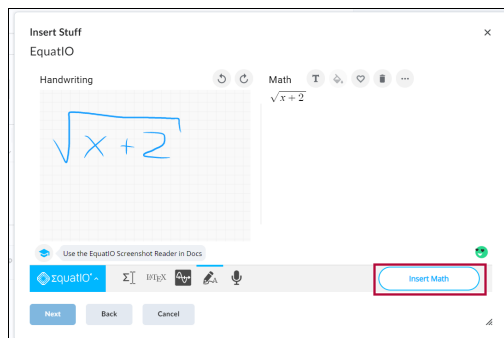 Insert Stuff
EquatIO
Handwriting
Math T
√x + 2
√x + 2
Use the EquatIO Screenshot Reader in Docs
EquatIO
LATEX
A
Insert Math
Next Back Cancel